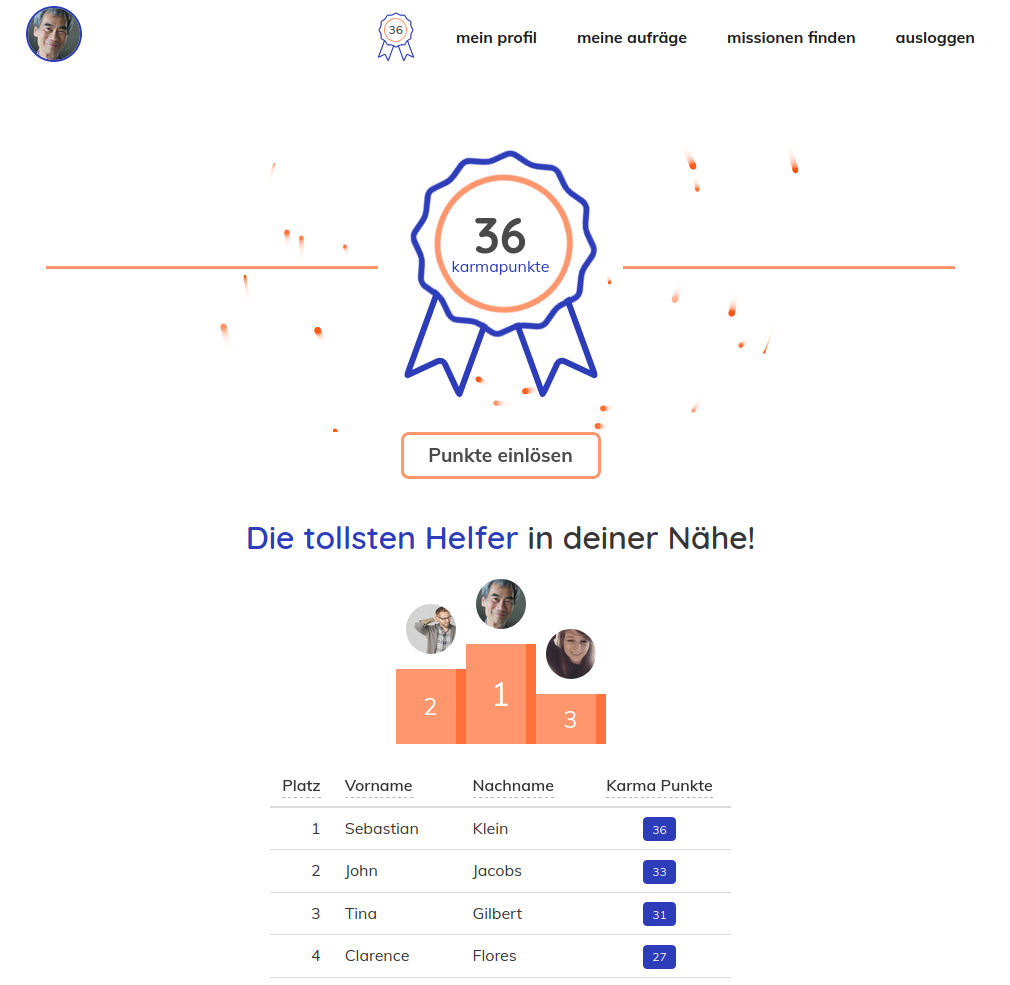 36
mein profil
meine aufräge
missionen finden
ausloggen
36
karmapunkte
Punkte einlösen
Die tollsten Helfer in deiner Nähe!
2 1 3
Platz Vorname Nachname Karma Punkte
1 Sebastian Klein 36
2 John Jacobs 33
3 Tina Gilbert 31
4 Clarence Flores 27